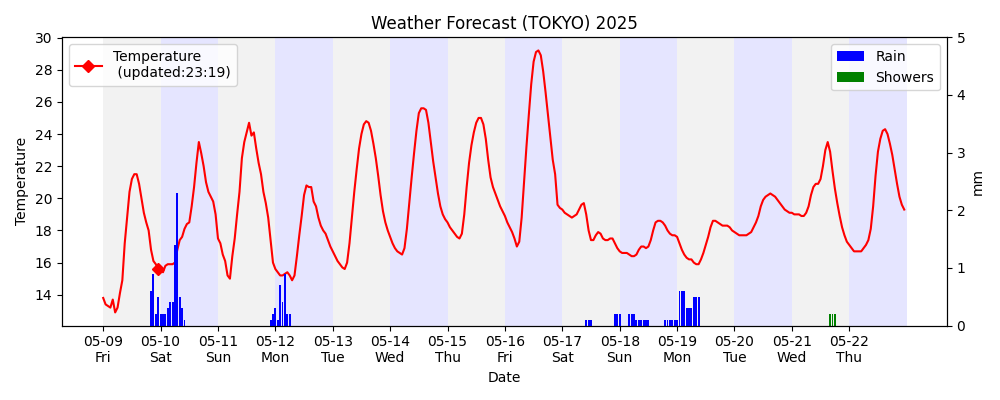 Weather Forecast (TOKYO) 2025
Temperature
(updated:23:19)
Rain
Showers
30
28
26
24
22
20
18
16
14
Temperature
5
4
3
2
1
0
mm
05-09 05-10 05-11 05-12 05-13 05-14 05-15 05-16 05-17 05-18 05-19 05-20 05-21 05-22
Fri Sat Sun Mon Tue Wed Thu Fri Sat Sun Mon Tue Wed Thu
Date